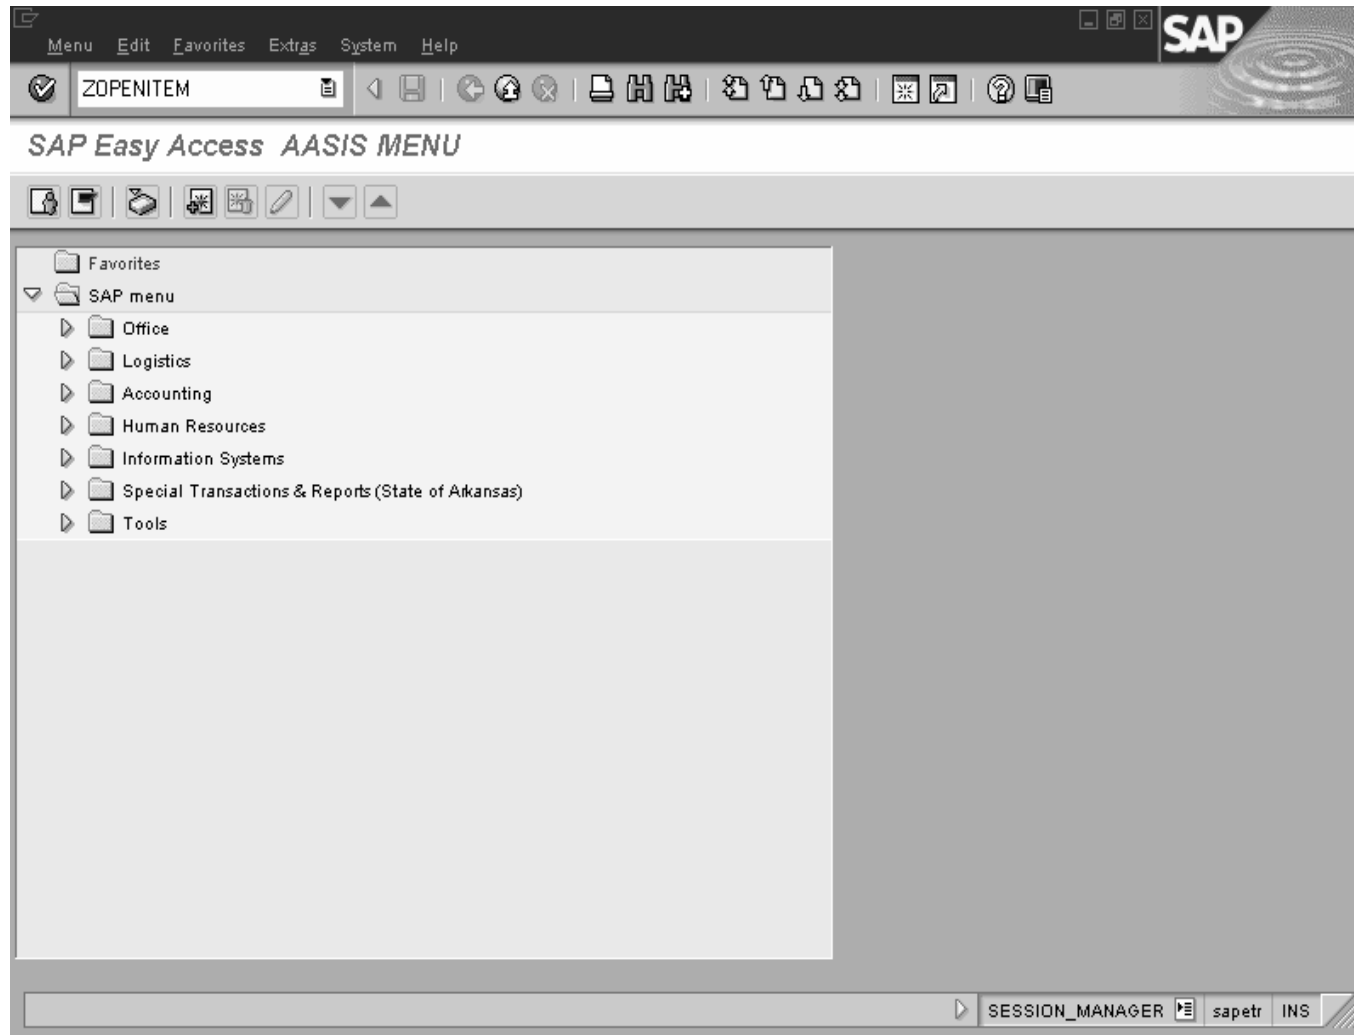 SAP
Menu Edit Favorites Extras System Help
ZOPENITEM
SAP Easy Access AASIS MENU
Favorites
SAP menu
Office
Logistics
Accounting
Human Resources
Information Systems
Special Transactions & Reports (State of Arkansas)
Tools
SESSION_MANAGER sapetr INS